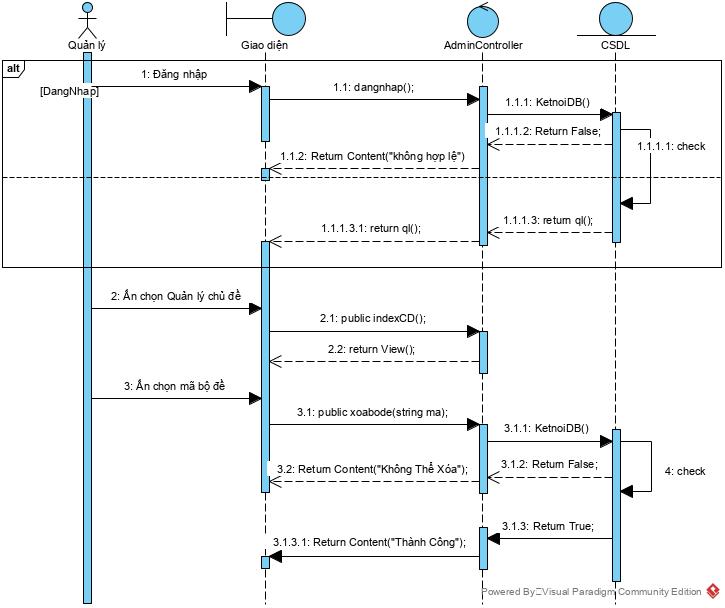 Quản lý
Giao diện
AdminController
CSDL
alt
[DangNhap]
1: Đăng nhập
1.1: dangnhap();
1.1.1: KetnoiDB()
1.1.1.2: Return False;
1.1.1.1: check
1.1.2: Return Content("không hợp lệ")
1.1.1.3: return ql();
1.1.1.3.1: return ql();
2: Ấn chọn Quản lý chủ đề
2.1: public indexCD();
2.2: return View();
3: Ấn chọn mã bộ đề
3.1: public xoabode(string ma);
3.1.1: KetnoiDB()
3.1.2: Return False;
4: check
3.2: Return Content("Không Thể Xóa");
3.1.3: Return True;
3.1.3.1: Return Content("Thành Công");
Powered By Visual Paradigm Community Edition